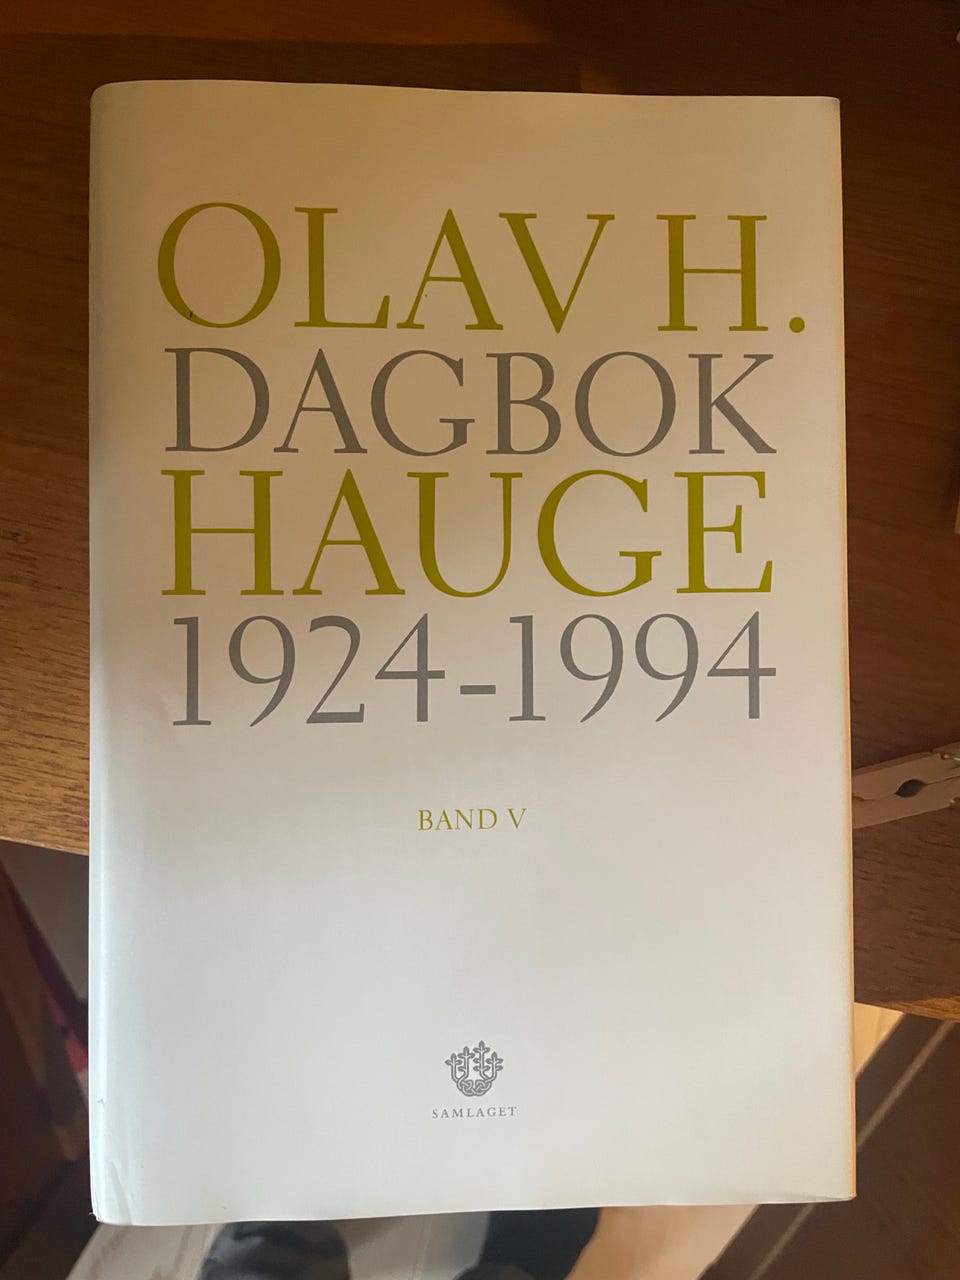 OLAV H.
DAGBOK
HAUGE
1924-1994
BAND V
SAMLAGET